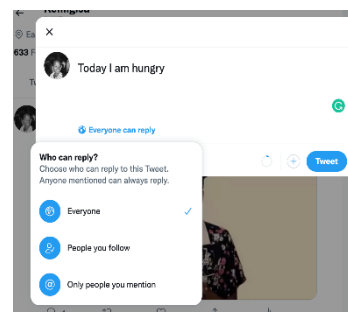 633 F
Today I am hungry
Everyone can reply
Who can reply?
Choose who can reply to this Tweet.
Anyone mentioned can always reply.
Everyone
People you follow
Only people you mention
Tweet